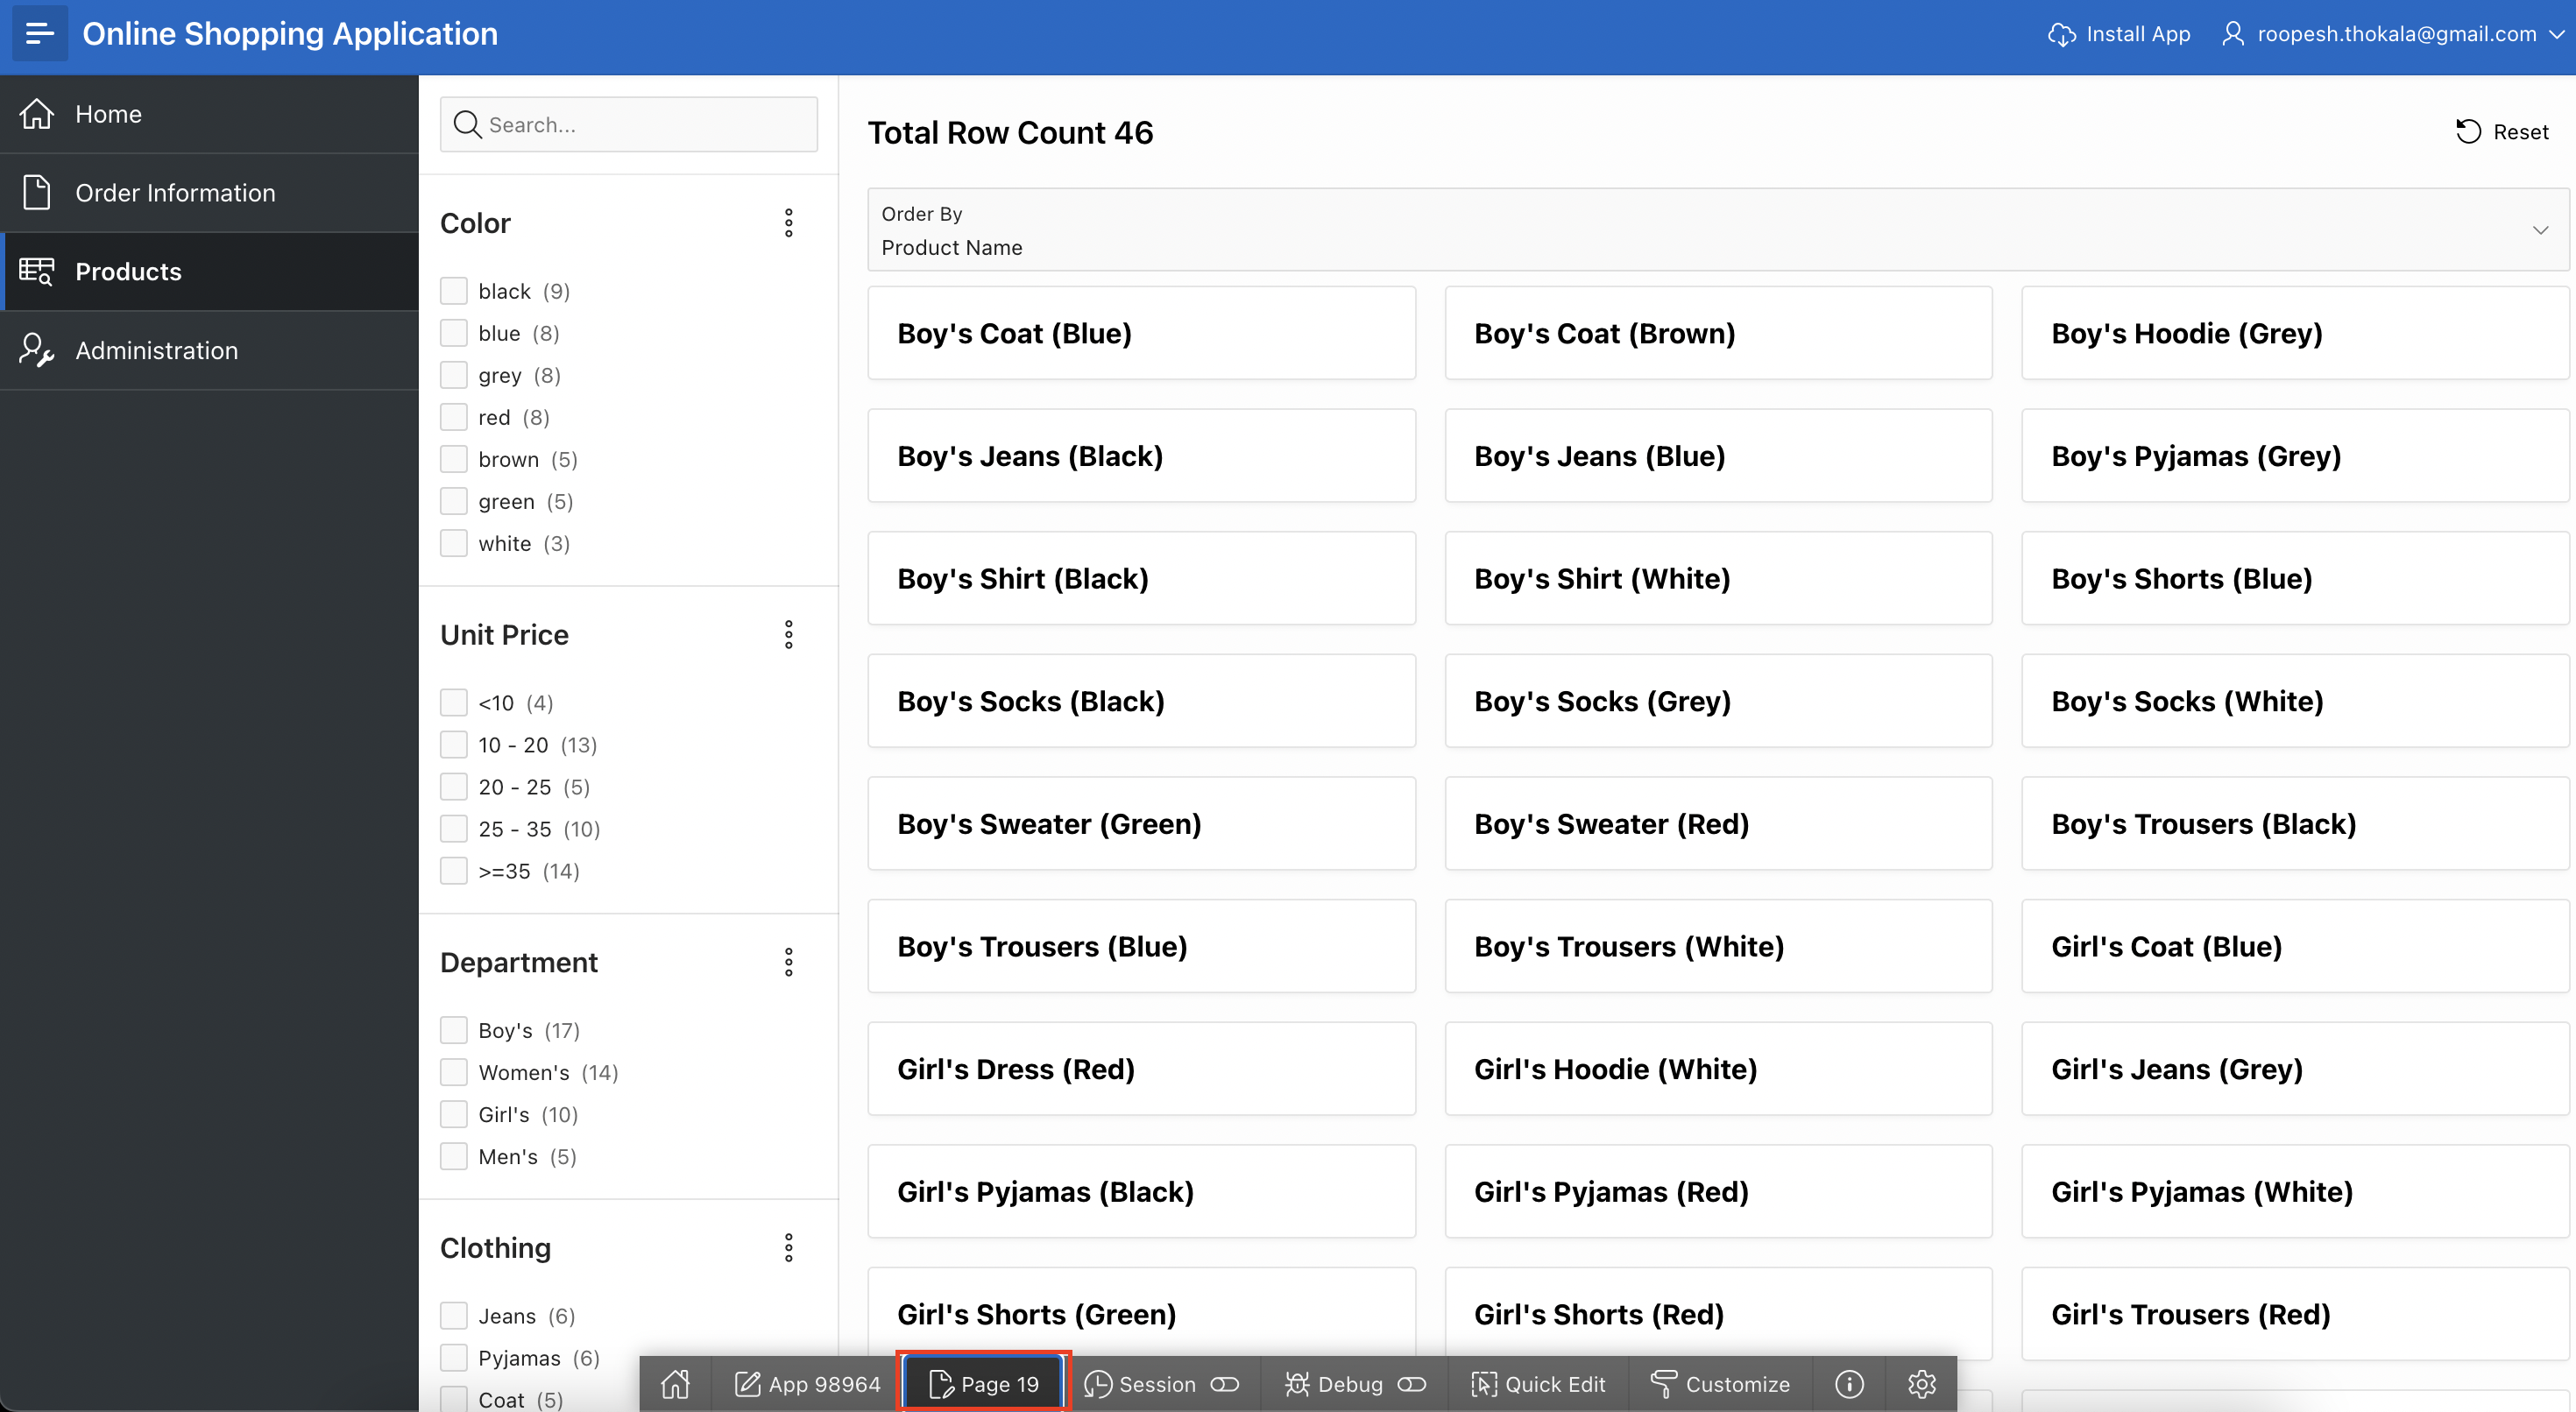 Online Shopping Application
Install App
roopesh.thokala@gmail.com
Home
Order Information
Products
Administration
Search...
Color
black (9)
blue (8)
grey (8)
red (8)
brown (5)
green (5)
white (3)
Unit Price
<10 (4)
10 - 20 (13)
20 - 25 (5)
25 - 35 (10)
>=35 (14)
Department
Boy's (17)
Women's (14)
Girl's (10)
Men's (5)
Clothing
Jeans (6)
Pyjamas (6)
Coat (5)
Total Row Count 46
Reset
Order By
Product Name
Boy's Coat (Blue)
Boy's Coat (Brown)
Boy's Hoodie (Grey)
Boy's Jeans (Black)
Boy's Jeans (Blue)
Boy's Pyjamas (Grey)
Boy's Shirt (Black)
Boy's Shirt (White)
Boy's Shorts (Blue)
Boy's Socks (Black)
Boy's Socks (Grey)
Boy's Socks (White)
Boy's Sweater (Green)
Boy's Sweater (Red)
Boy's Trousers (Black)
Boy's Trousers (Blue)
Boy's Trousers (White)
Girl's Coat (Blue)
Girl's Dress (Red)
Girl's Hoodie (White)
Girl's Jeans (Grey)
Girl's Pyjamas (Black)
Girl's Pyjamas (Red)
Girl's Pyjamas (White)
Girl's Shorts (Green)
Girl's Shorts (Red)
Girl's Trousers (Red)
App 98964
Page 19
Session
Debug
Quick Edit
Customize